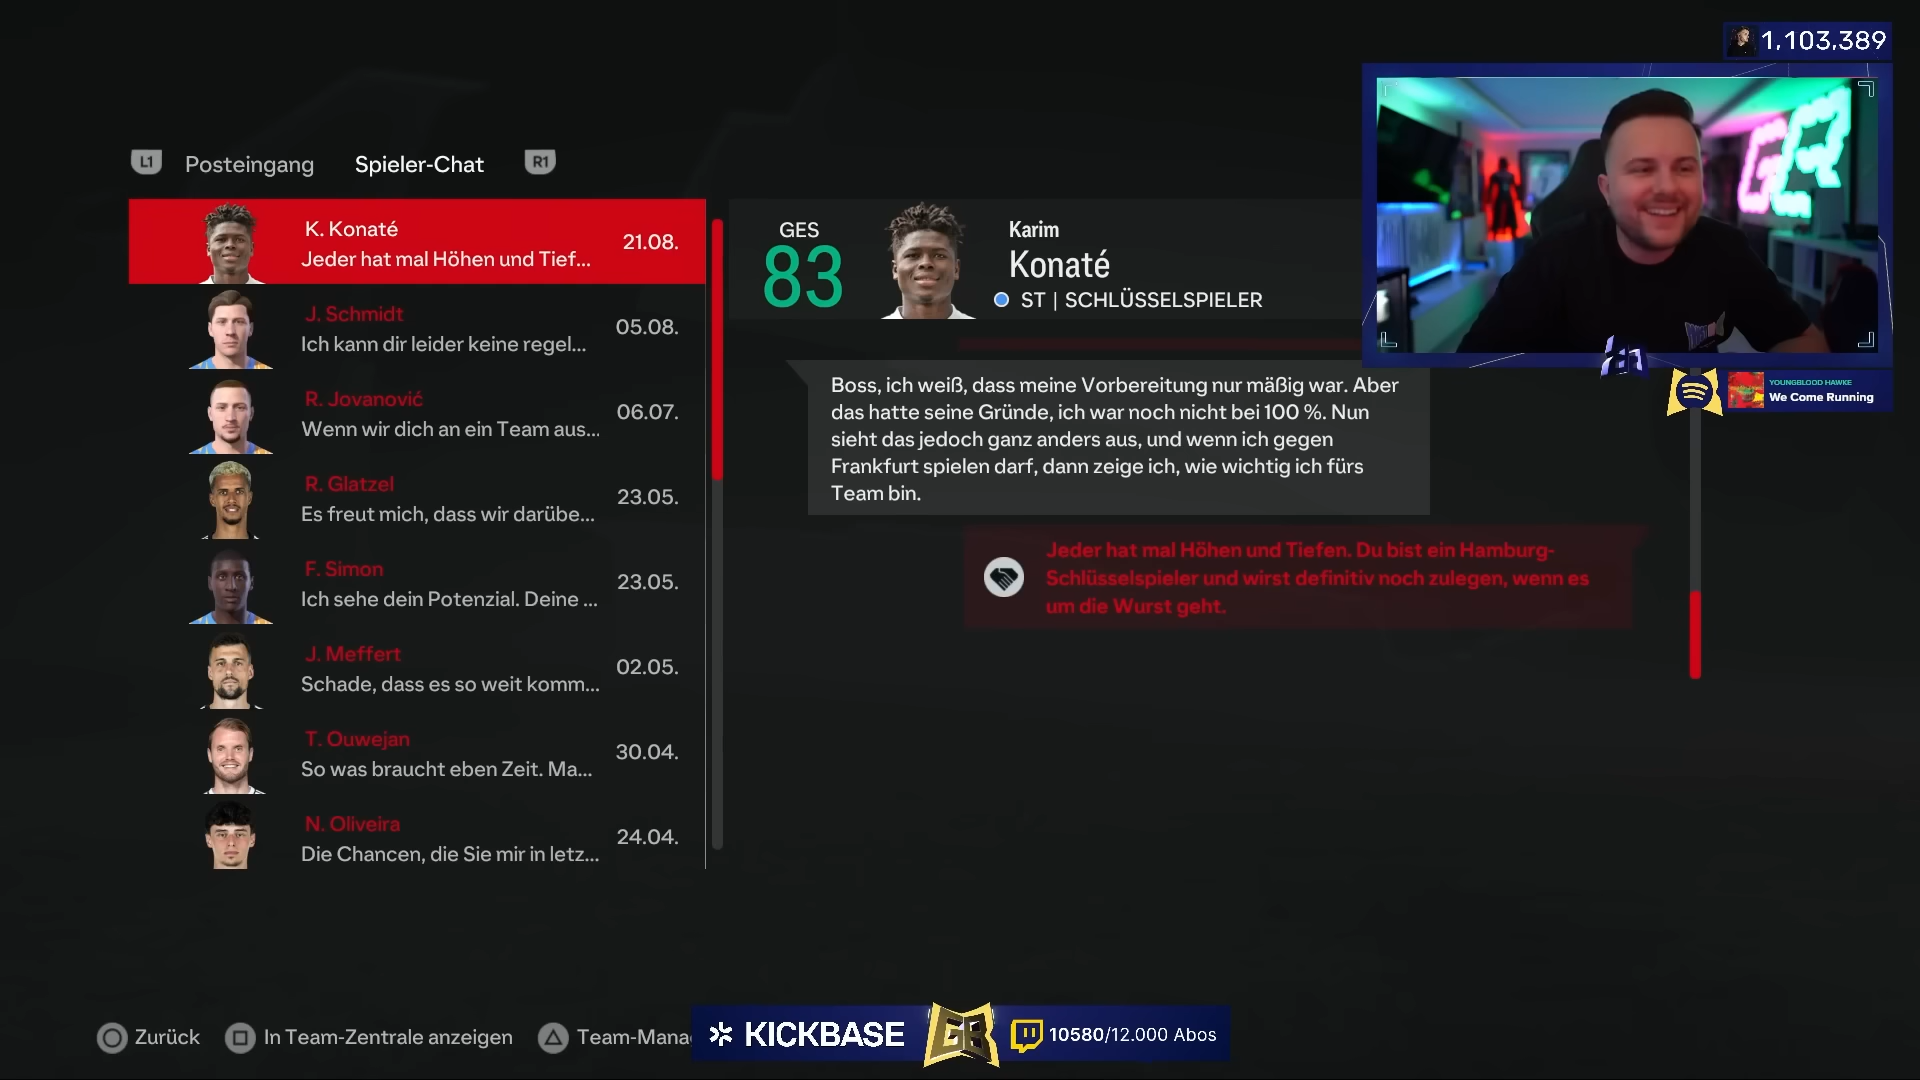 1,103,389
L1 Posteingang Spieler-Chat R1
K. Konaté
Jeder hat mal Höhen und Tief...
21.08.
J. Schmidt
Ich kann dir leider keine regel...
05.08.
R. Jovanović
Wenn wir dich an ein Team aus...
06.07.
R. Glatzel
Es freut mich, dass wir darübe...
23.05.
F. Simon
Ich sehe dein Potenzial. Deine ...
23.05.
J. Meffert
Schade, dass es so weit komm...
02.05.
T. Ouwejan
So was braucht eben Zeit. Ma...
30.04.
N. Oliveira
Die Chancen, die Sie mir in letz...
24.04.
GES
83
Karim
Konaté
ST | SCHLÜSSELSPIELER
Boss, ich weiß, dass meine Vorbereitung nur mäßig war. Aber
das hatte seine Gründe, ich war noch nicht bei 100 %. Nun
sieht das jedoch ganz anders aus, und wenn ich gegen
Frankfurt spielen darf, dann zeige ich, wie wichtig ich fürs
Team bin.
Jeder hat mal Höhen und Tiefen. Du bist ein Hamburg-
Schlüsselspieler und wirst definitiv noch zulegen, wenn es
um die Wurst geht.
GR
YOUNGBLOOD HAWKE
We Come Running
Zurück In Team-Zentrale anzeigen Team-Mana
KICKBASE GR 10580/12.000 Abos